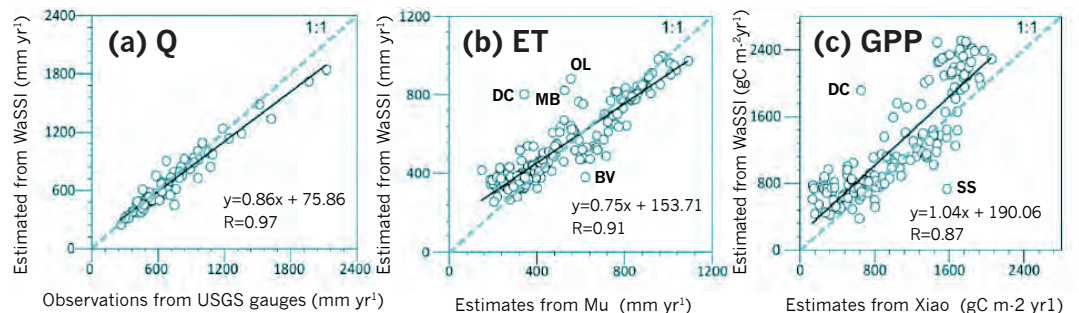 (a) Q
1:1
Estimated from WaSSI (mm yr¹)
2400
1800
1200
600
0
y=0.86x + 75.86
R=0.97
0 600 1200 1800 2400
Observations from USGS gauges (mm yr¹)
(b) ET
1:1
Estimated from WaSSI (mm yr¹)
1200
800
400
0
OL
DC
MB
BV
y=0.75x + 153.71
R=0.91
0 400 800 1200
Estimates from Mu (mm yr¹)
(c) GPP
1:1
Estimated from WaSSI (gC m-2yr1)
2400
1600
800
0
DC
SS
y=1.04x + 190.06
R=0.87
0 800 1600 2400
Estimates from Xiao (gC m-2 yr1)